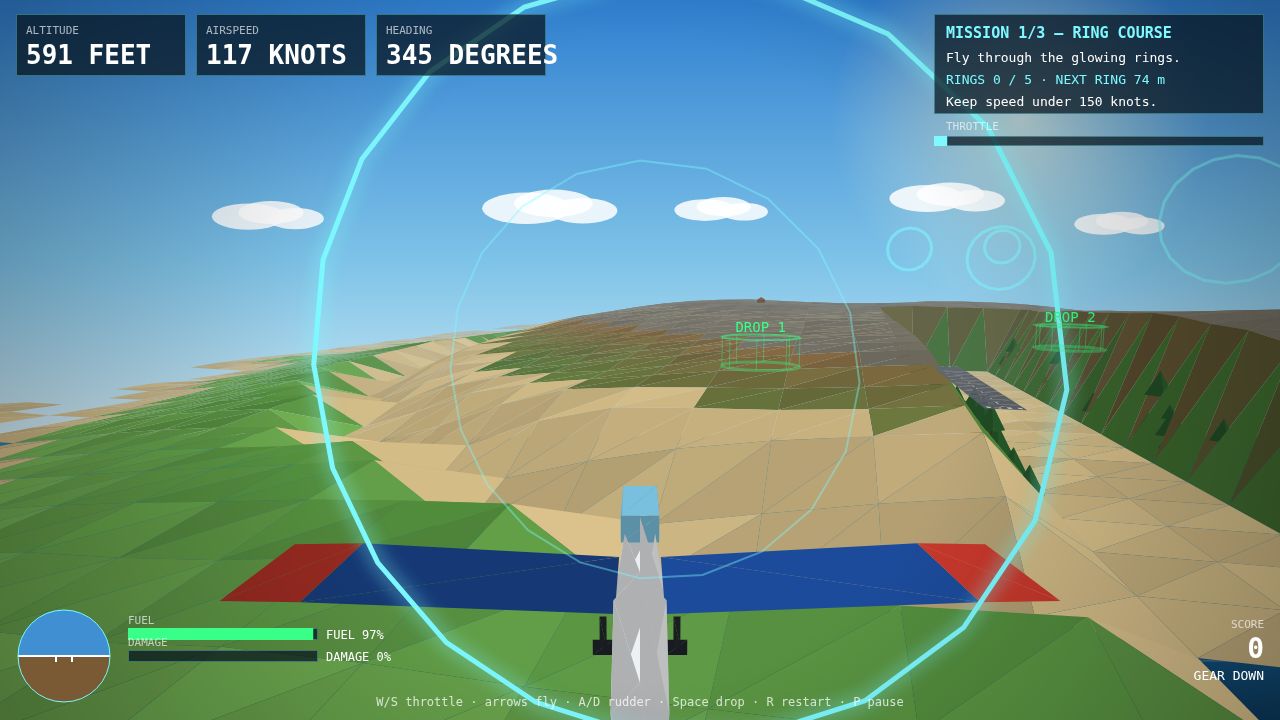 ALTITUDE
591 FEET
AIRSPEED
117 KNOTS
HEADING
345 DEGREES
MISSION 1/3 — RING COURSE
Fly through the glowing rings.
RINGS 0 / 5 · NEXT RING 74 m
Keep speed under 150 knots.
THROTTLE
DROP 1
DROP 2
FUEL
FUEL 97%
DAMAGE
DAMAGE 0%
SCORE
0
GEAR DOWN
W/S throttle · arrows fly · A/D rudder · Space drop · R restart · P pause